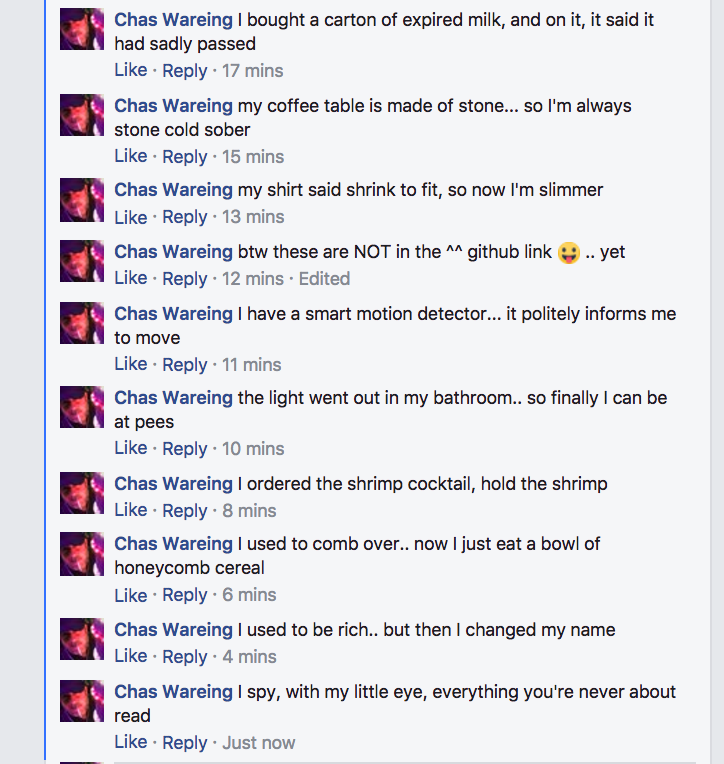 Chas Wareing I bought a carton of expired milk, and on it, it said it
had sadly passed
Like · Reply · 17 mins
Chas Wareing my coffee table is made of stone... so I'm always
stone cold sober
Like · Reply · 15 mins
Chas Wareing my shirt said shrink to fit, so now I'm slimmer
Like · Reply · 13 mins
Chas Wareing btw these are NOT in the ^^ github link 😛 .. yet
Like · Reply · 12 mins · Edited
Chas Wareing I have a smart motion detector... it politely informs me
to move
Like · Reply · 11 mins
Chas Wareing the light went out in my bathroom.. so finally I can be
at pees
Like · Reply · 10 mins
Chas Wareing I ordered the shrimp cocktail, hold the shrimp
Like · Reply · 8 mins
Chas Wareing I used to comb over.. now I just eat a bowl of
honeycomb cereal
Like · Reply · 6 mins
Chas Wareing I used to be rich.. but then I changed my name
Like · Reply · 4 mins
Chas Wareing I spy, with my little eye, everything you're never about
read
Like · Reply · Just now